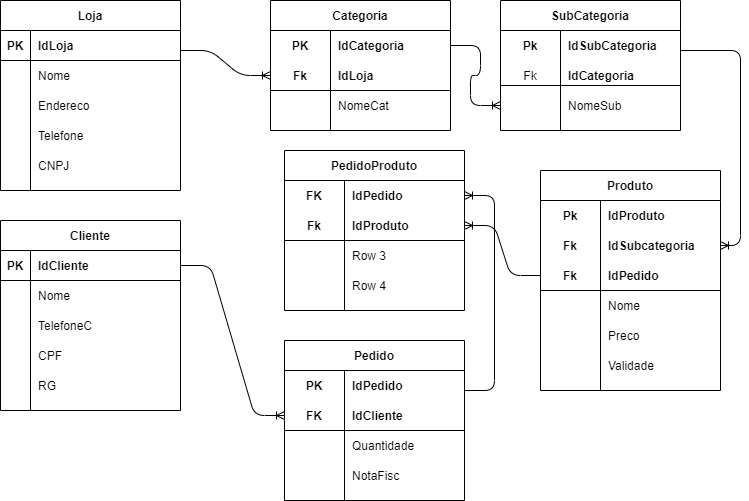 Loja
PK IdLoja
Nome
Endereco
Telefone
CNPJ
Categoria
PK IdCategoria
Fk IdLoja
NomeCat
SubCategoria
Pk IdSubCategoria
Fk IdCategoria
NomeSub
PedidoProduto
FK IdPedido
Fk IdProduto
Row 3
Row 4
Produto
Pk IdProduto
Fk IdSubcategoria
Fk IdPedido
Nome
Preco
Validade
Cliente
PK IdCliente
Nome
TelefoneC
CPF
RG
Pedido
PK IdPedido
FK IdCliente
Quantidade
NotaFisc